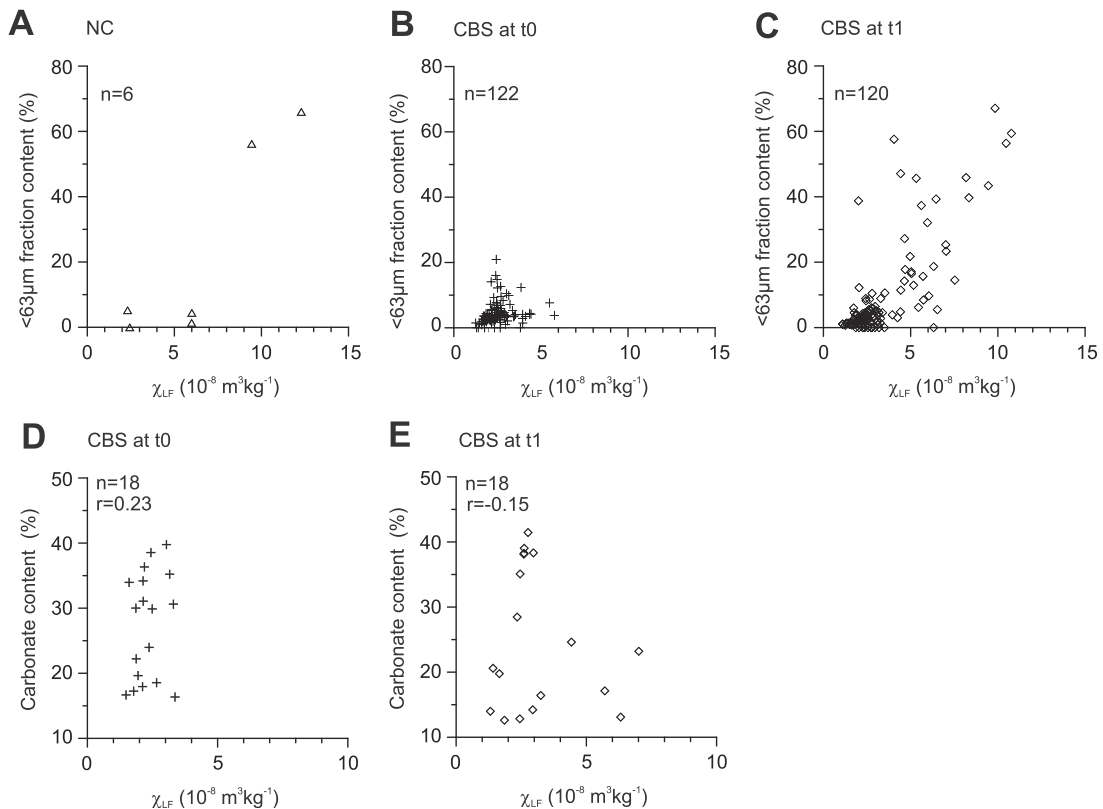 A NC
<63µm fraction content (%)
80
60
40
20
0
n=6
0 5 10 15
χLF (10-8 m3kg-1)
B CBS at t0
<63µm fraction content (%)
80
60
40
20
0
n=122
0 5 10 15
χLF (10-8 m3kg-1)
C CBS at t1
<63µm fraction content (%)
80
60
40
20
0
n=120
0 5 10 15
χLF (10-8 m3kg-1)
D CBS at t0
Carbonate content (%)
50
40
30
20
10
n=18
r=0.23
0 5 10
χLF (10-8 m3kg-1)
E CBS at t1
Carbonate content (%)
50
40
30
20
10
n=18
r=-0.15
0 5 10
χLF (10-8 m3kg-1)